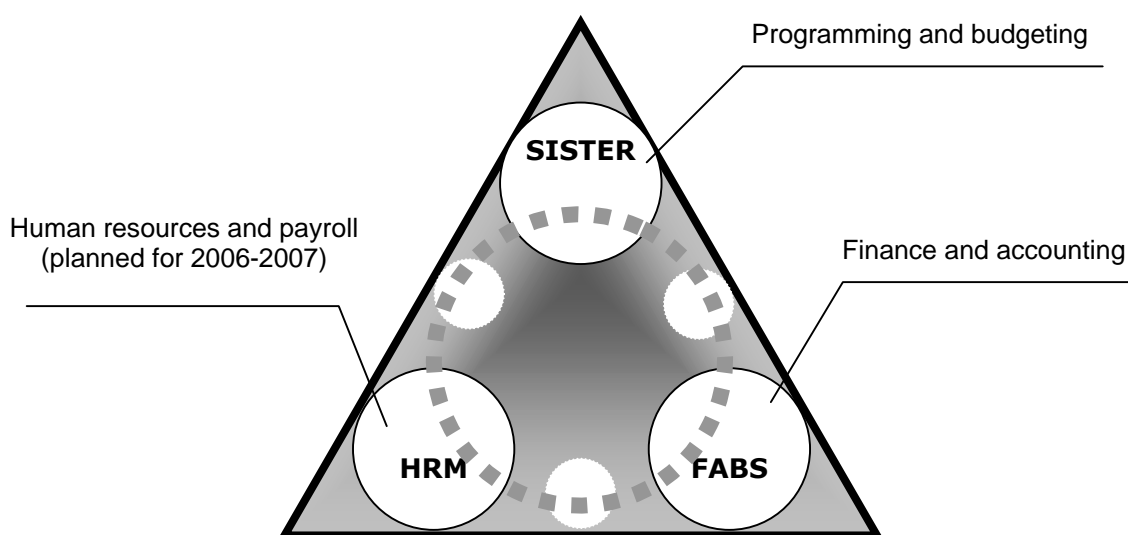 Programming and budgeting
SISTER
Human resources and payroll
(planned for 2006-2007)
Finance and accounting
HRM
FABS